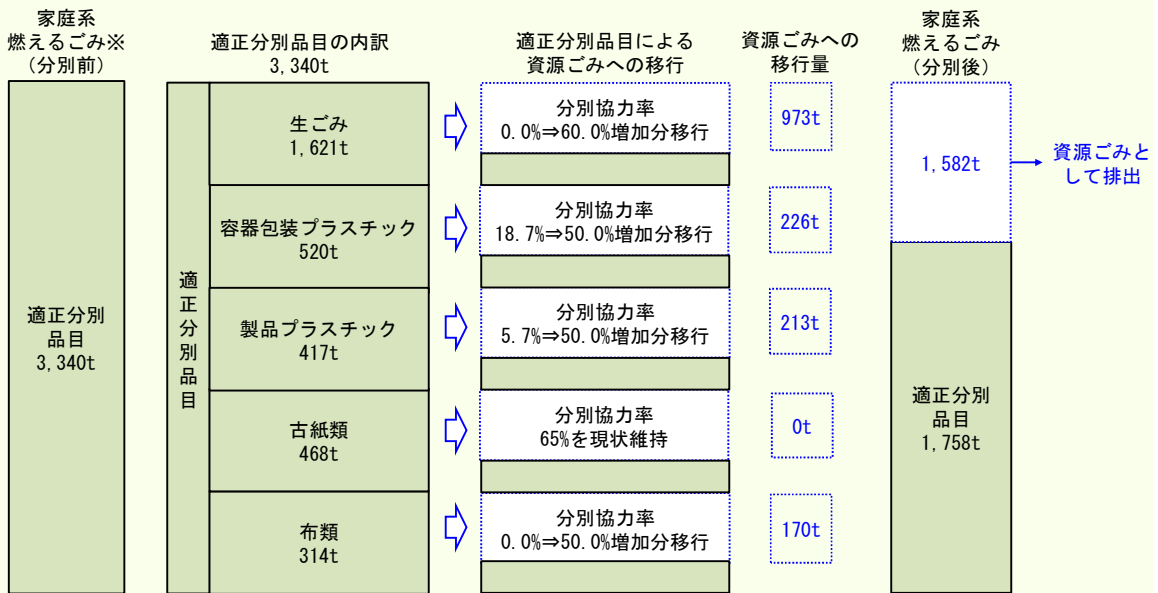 家庭系
燃えるごみ※
(分別前)
適正分別品目の内訳
3,340t
適正分別品目による
資源ごみへの移行
資源ごみへの
移行量
家庭系
燃えるごみ
(分別後)
適正分別
品目
3,340t
適正分別品目
生ごみ
1,621t
分別協力率
0.0%⇒60.0%増加分移行
973t
容器包装プラスチック
520t
分別協力率
18.7%⇒50.0%増加分移行
226t
製品プラスチック
417t
分別協力率
5.7%⇒50.0%増加分移行
213t
古紙類
468t
分別協力率
65%を現状維持
0t
布類
314t
分別協力率
0.0%⇒50.0%増加分移行
170t
1,582t
資源ごみと
して排出
適正分別
品目
1,758t